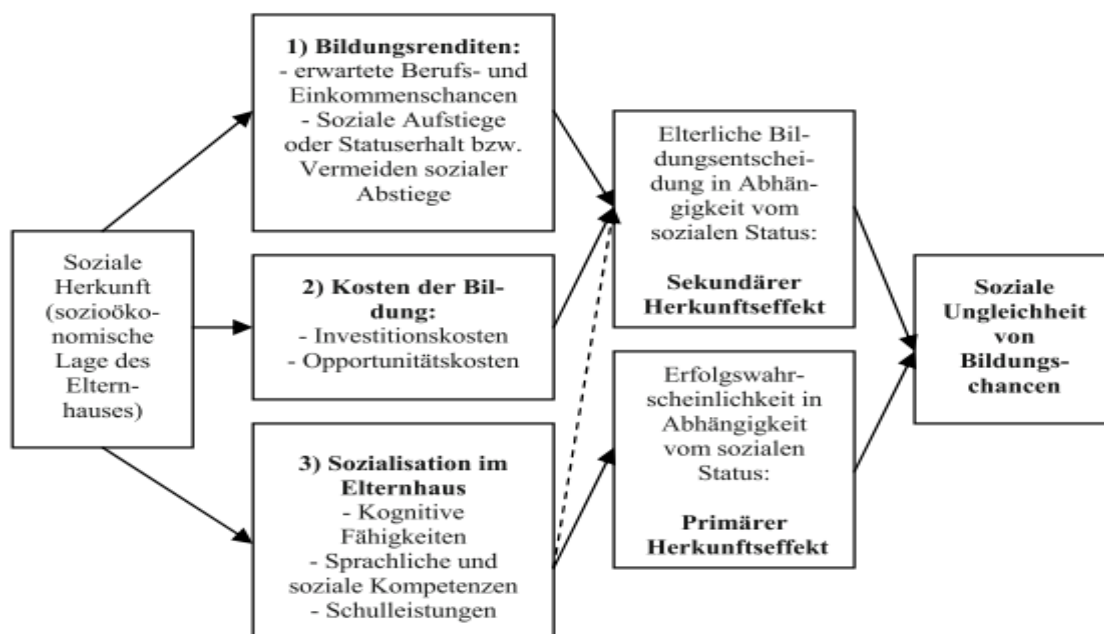 Soziale
Herkunft
(sozioöko-
nomische
Lage des
Eltern-
hauses)
1) Bildungsrenditen:
- erwartete Berufs- und
Einkommenschancen
- Soziale Aufstiege
oder Statuserhalt bzw.
Vermeiden sozialer
Abstiege
2) Kosten der Bil-
dung:
- Investitionskosten
- Opportunitätskosten
3) Sozialisation im
Elternhaus
- Kognitive
Fähigkeiten
- Sprachliche und
soziale Kompetenzen
- Schulleistungen
Elterliche Bil-
dungsentschei-
dung in Abhän-
gigkeit vom
sozialen Status:
Sekundärer
Herkunftseffekt
Erfolgswahr-
scheinlichkeit in
Abhängigkeit
vom sozialen
Status:
Primärer
Herkunftseffekt
Soziale
Ungleichheit
von
Bildungs-
chancen